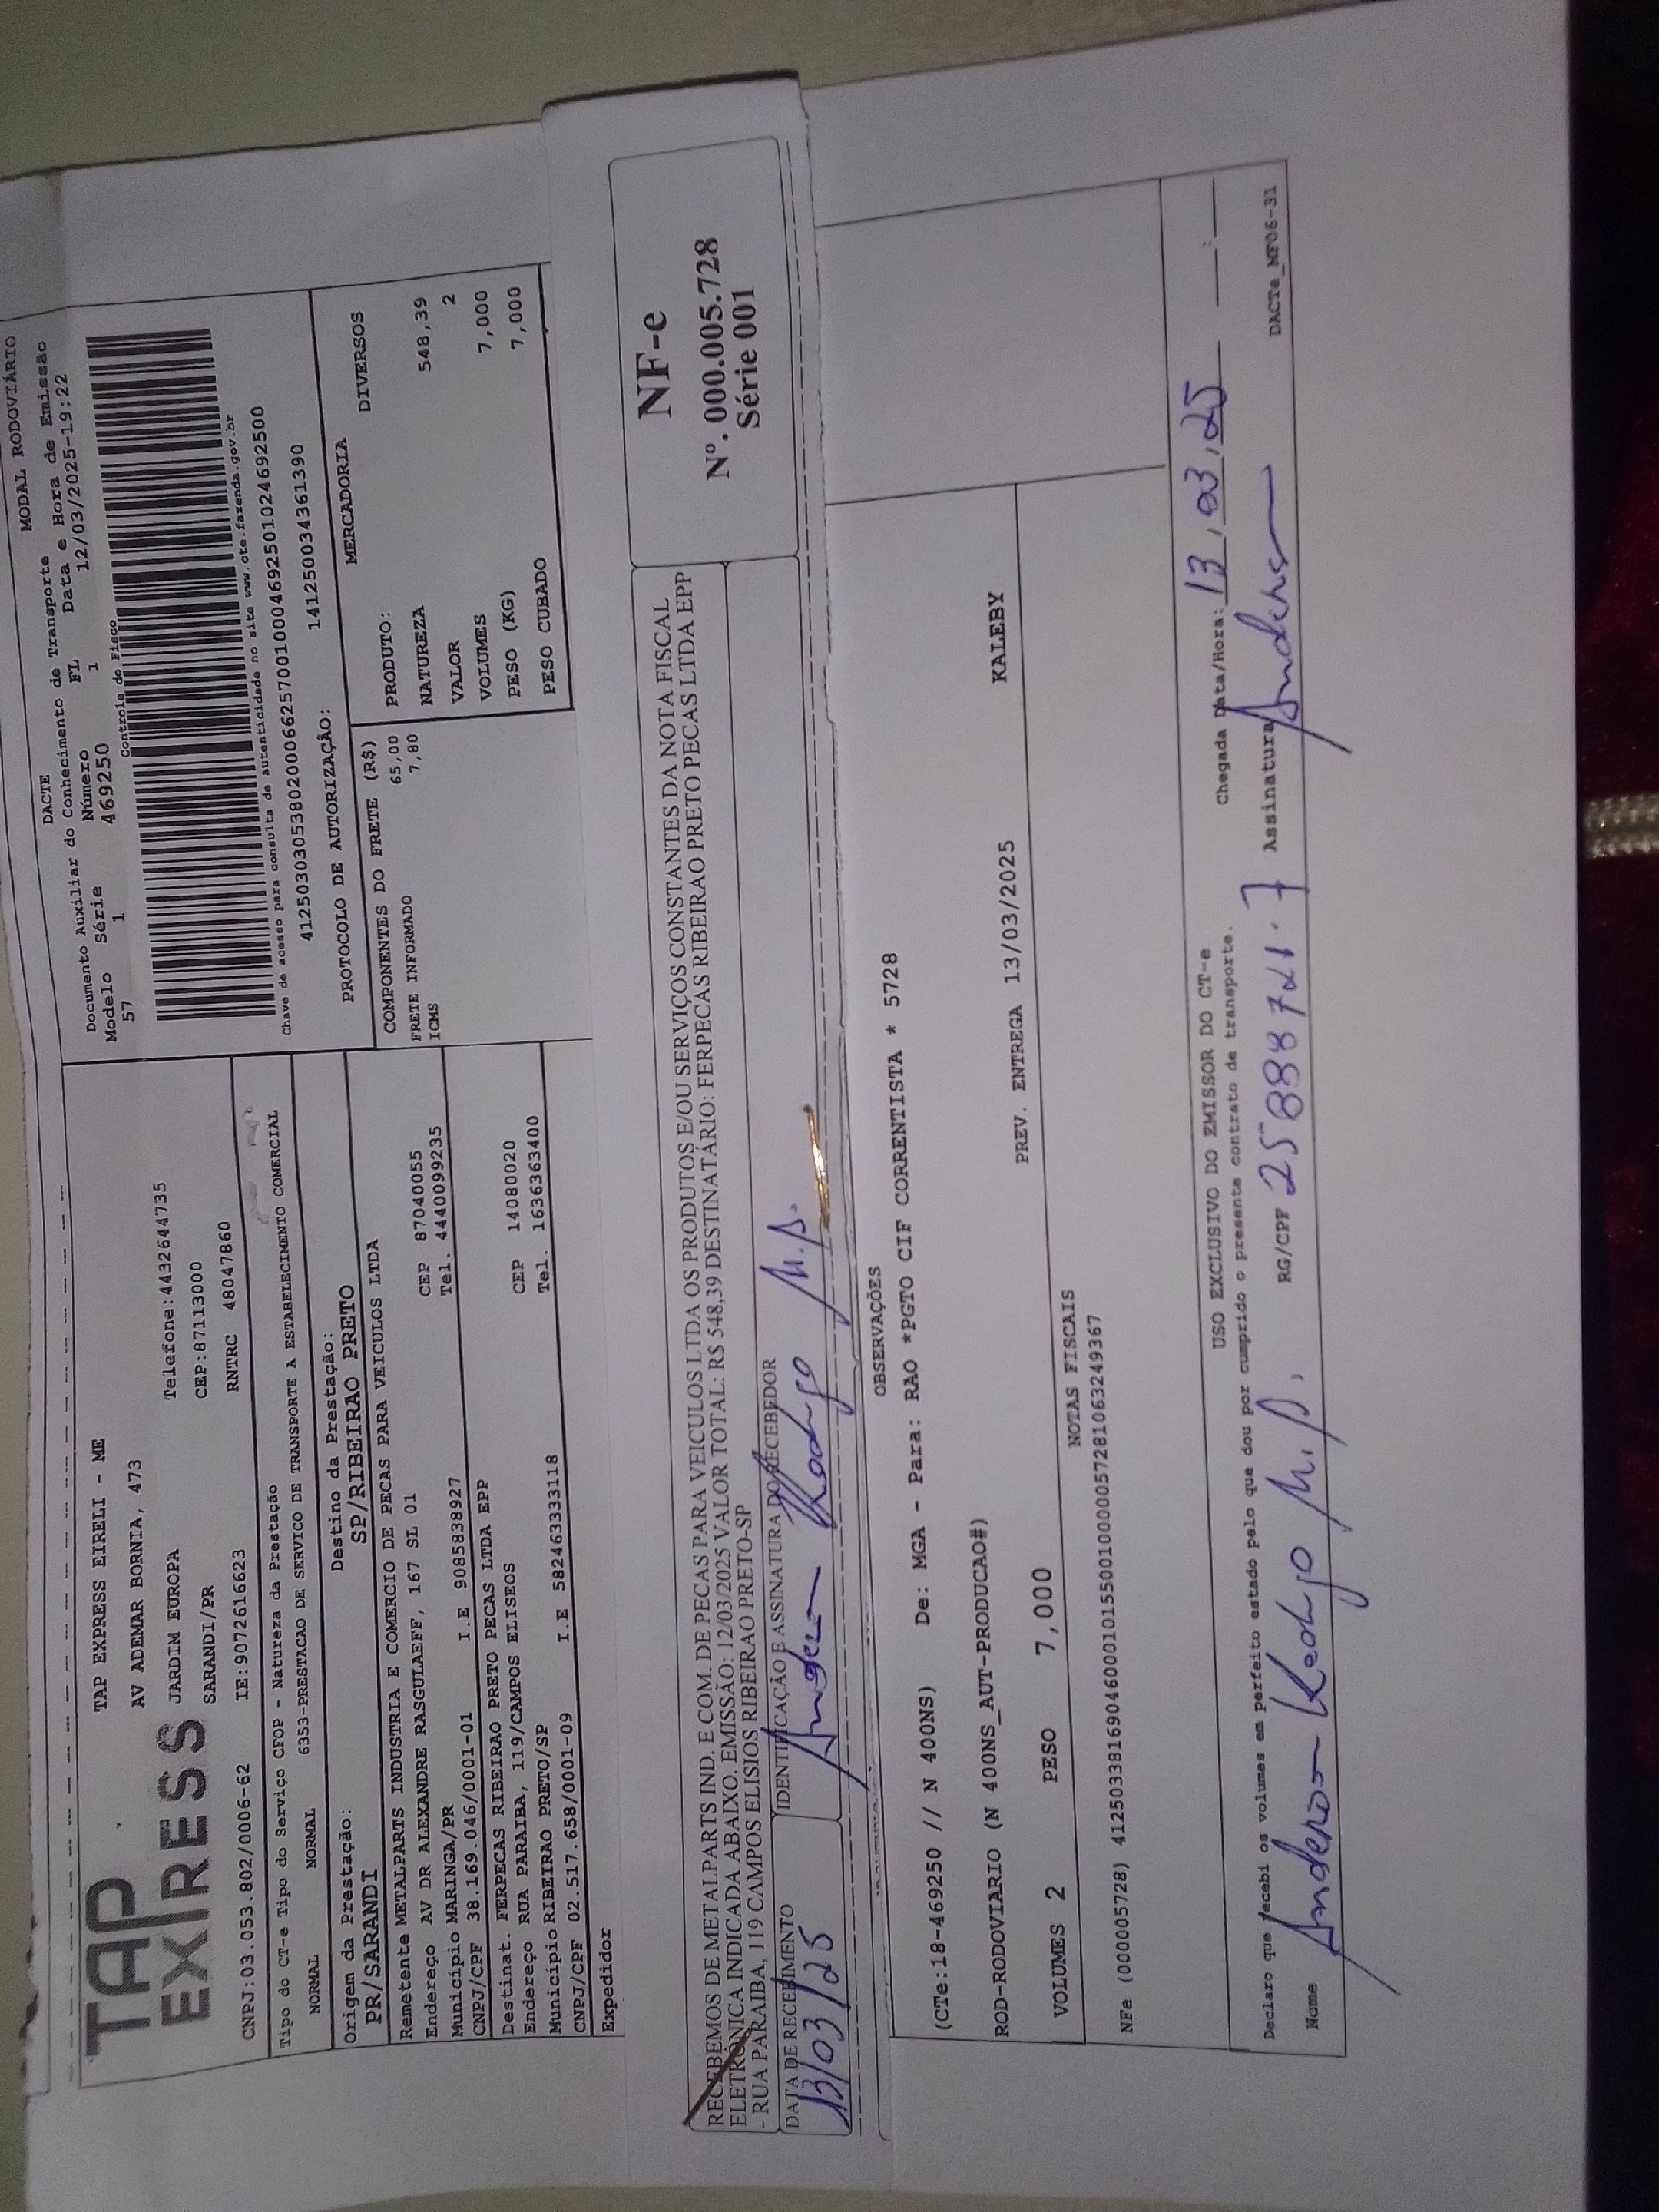 MODAL RODOVIÁRIO
TAP EXPRESS
TAP EXPRESS EIRELI - ME
AV ADEMAR BORNIA, 473
JARDIM EUROPA Telefone:4432644735
SARANDI/PR CEP:87113000
CNPJ:03.053.802/0006-62 IE:9072616623 RNTRC 48047860
DACTE
Documento Auxiliar do Conhecimento de Transporte
Modelo Série Número FL Data e Hora de Emissão
57 1 469250 1 12/03/2025-19:22
Controle do Fisco
Chave de acesso para consulta de autenticidade no site www.cte.fazenda.gov.br
41250303053802000662570010004692501024692500
PROTOCOLO DE AUTORIZAÇÃO: 141250034361390
Tipo do CT-e Tipo do Serviço CFOP - Natureza da Prestação
NORMAL NORMAL 6353-PRESTACAO DE SERVICO DE TRANSPORTE A ESTABELECIMENTO COMERCIAL
Origem da Prestação: Destino da Prestação:
PR/SARANDI SP/RIBEIRAO PRETO
Remetente METALPARTS INDUSTRIA E COMERCIO DE PECAS PARA VEICULOS LTDA
Endereço AV DR ALEXANDRE RASGULAEFF, 167 SL 01
Município MARINGA/PR CEP 87040055
CNPJ/CPF 38.169.046/0001-01 I.E 9085838927 Tel. 4440099235
Destinat. FERPECAS RIBEIRAO PRETO PECAS LTDA EPP
Endereço RUA PARAIBA, 119/CAMPOS ELISEOS
Município RIBEIRAO PRETO/SP CEP 14080020
CNPJ/CPF 02.517.658/0001-09 I.E 582463333118 Tel. 1636363400
Expedidor
COMPONENTES DO FRETE (R$)
FRETE INFORMADO 65,00
ICMS 7,80
MERCADORIA
PRODUTO: DIVERSOS
NATUREZA
VALOR 548,39
VOLUMES 2
PESO (KG) 7,000
PESO CUBADO 7,000
RECEBEMOS DE METALPARTS IND. E COM. DE PECAS PARA VEICULOS LTDA OS PRODUTOS E/OU SERVIÇOS CONSTANTES DA NOTA FISCAL
ELETRÔNICA INDICADA ABAIXO. EMISSÃO: 12/03/2025 VALOR TOTAL: R$ 548,39 DESTINATÁRIO: FERPECAS RIBEIRAO PRETO PECAS LTDA EPP
- RUA PARAIBA, 119 CAMPOS ELISIOS RIBEIRAO PRETO-SP
DATA DE RECEBIMENTO IDENTIFICAÇÃO E ASSINATURA DO RECEBEDOR
13/03/25 Anderson Rodrigo M.P.
NF-e
Nº. 000.005.728
Série 001
OBSERVAÇÕES
(CTe:18-469250 // N 400NS) De: MGA - Para: RAO *PGTO CIF CORRENTISTA * 5728
ROD-RODOVIARIO (N 400NS_AUT-PRODUCAO#) PREV. ENTREGA 13/03/2025 KALEBY
VOLUMES 2 PESO 7,000
NOTAS FISCAIS
NFe (000005728) 41250338169046000101550010000057281063249367
USO EXCLUSIVO DO EMISSOR DO CT-e
Declaro que recebi os volumes em perfeito estado pelo que dou por cumprido o presente contrato de transporte. Chegada Data/Hora: 13/03/25 __:__
Nome Anderson Rodrigo M.P. RG/CPF 25888721-7 Assinatura Anderson
DACTe_MF06-31